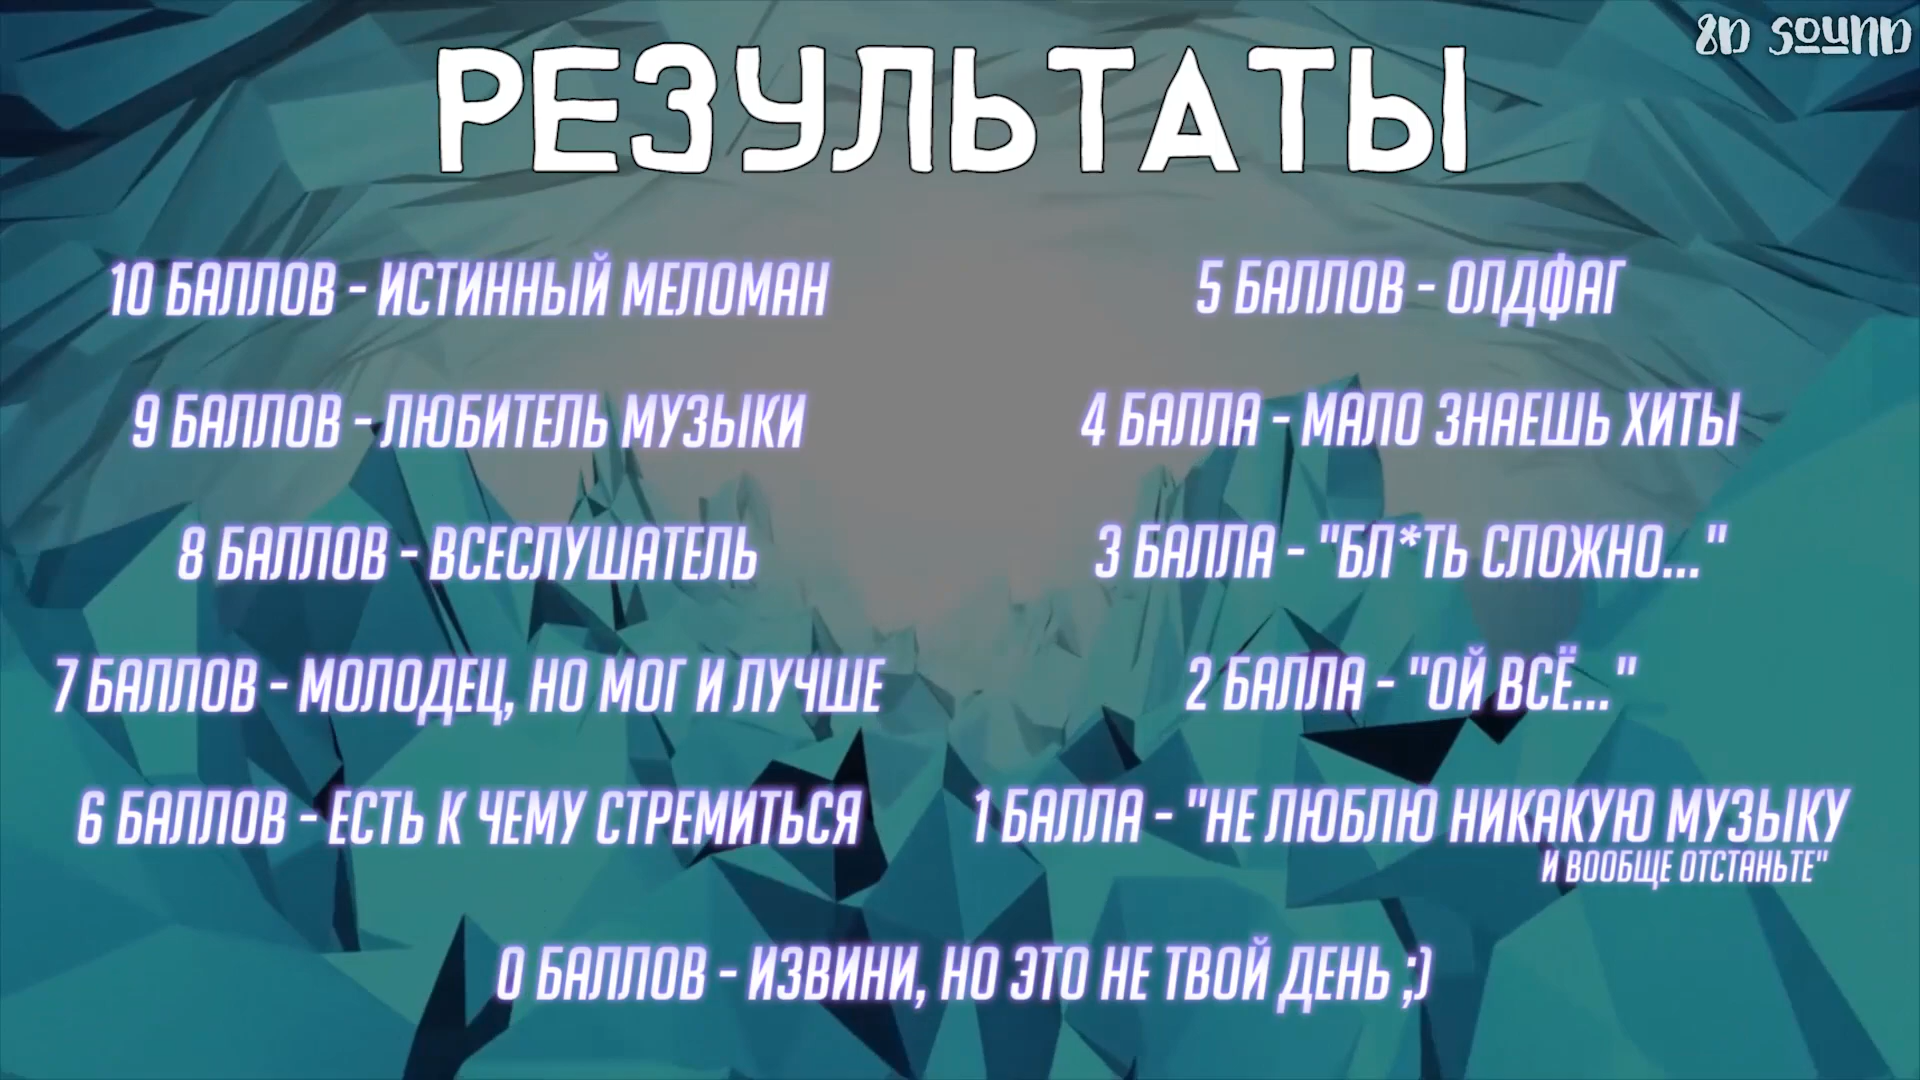 8D SOUND
РЕЗУЛЬТАТЫ
10 БАЛЛОВ - ИСТИННЫЙ МЕЛОМАН
9 БАЛЛОВ - ЛЮБИТЕЛЬ МУЗЫКИ
8 БАЛЛОВ - ВСЕСЛУШАТЕЛЬ
7 БАЛЛОВ - МОЛОДЕЦ, НО МОГ И ЛУЧШЕ
6 БАЛЛОВ - ЕСТЬ К ЧЕМУ СТРЕМИТЬСЯ
5 БАЛЛОВ - ОЛДФАГ
4 БАЛЛА - МАЛО ЗНАЕШЬ ХИТЫ
3 БАЛЛА - "БЛ*ТЬ СЛОЖНО..."
2 БАЛЛА - "ОЙ ВСЁ..."
1 БАЛЛА - "НЕ ЛЮБЛЮ НИКАКУЮ МУЗЫКУ
И ВООБЩЕ ОТСТАНЬТЕ"
0 БАЛЛОВ - ИЗВИНИ, НО ЭТО НЕ ТВОЙ ДЕНЬ ;)